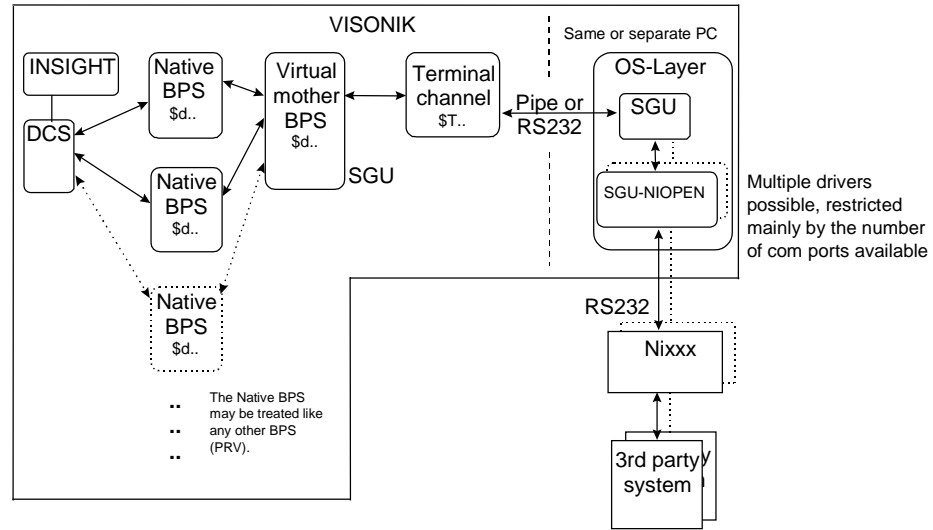 VISONIK
Same or separate PC
INSIGHT
DCS
Native
BPS
$d..
Virtual
mother
BPS
$d..
SGU
Terminal
channel
$T..
Pipe or
RS232
OS-Layer
SGU
SGU-NIOPEN
Multiple drivers
possible, restricted
mainly by the number
of com ports available
Native
BPS
$d..
Native
BPS
$d..
RS232
Nixxx
The Native BPS
may be treated like
any other BPS
(PRV).
..
..
..
3rd party
system